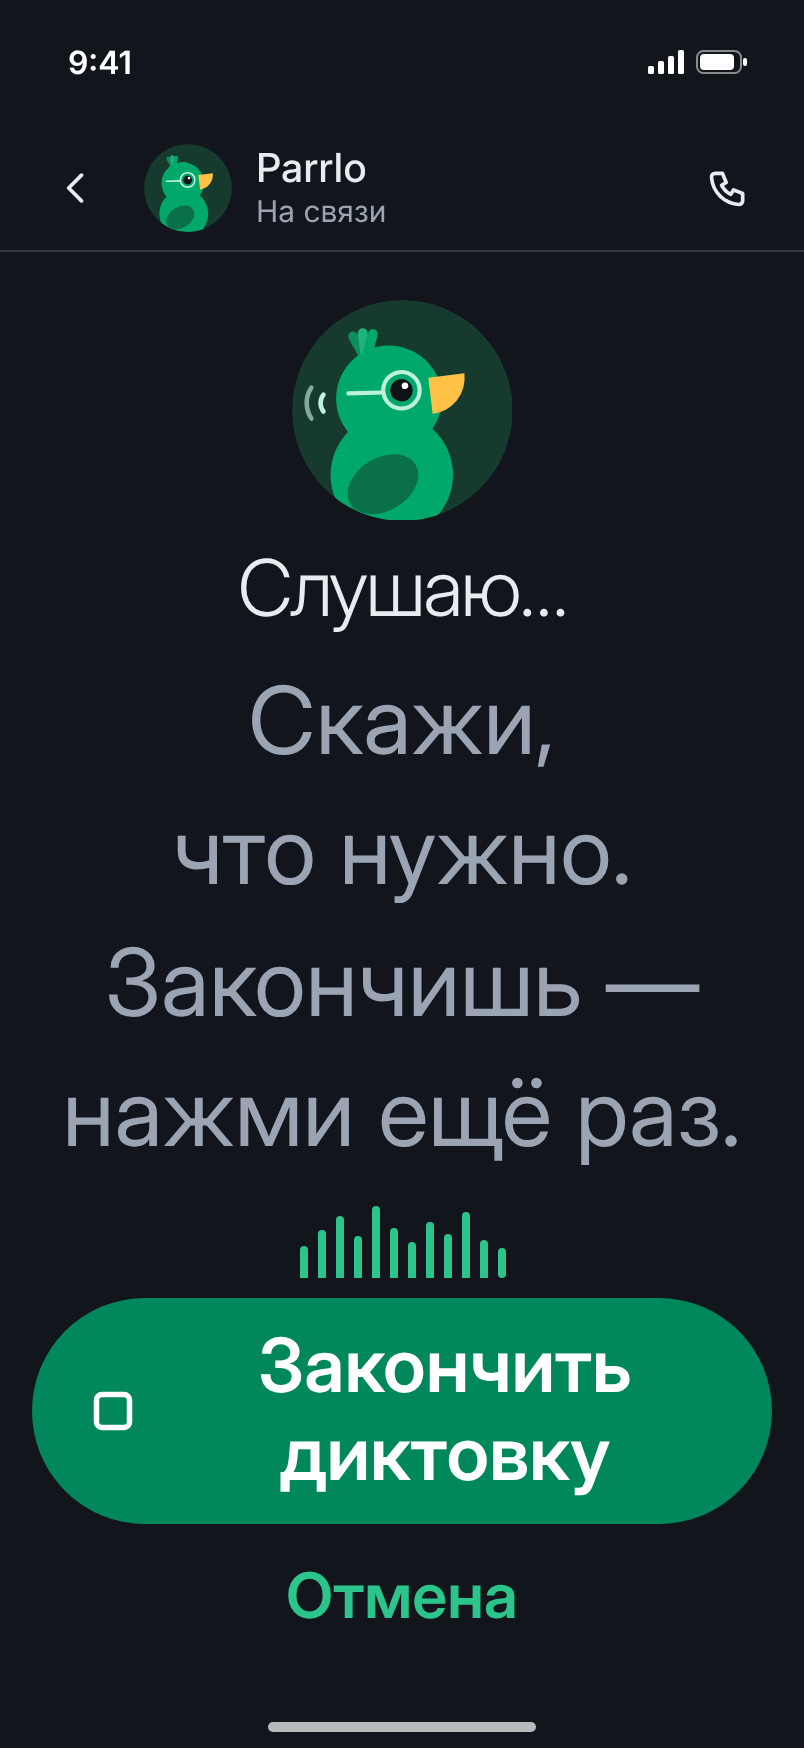 9:41
Parrlo
На связи
Слушаю...
Скажи,
что нужно.
Закончишь —
нажми ещё раз.
Закончить
диктовку
Отмена